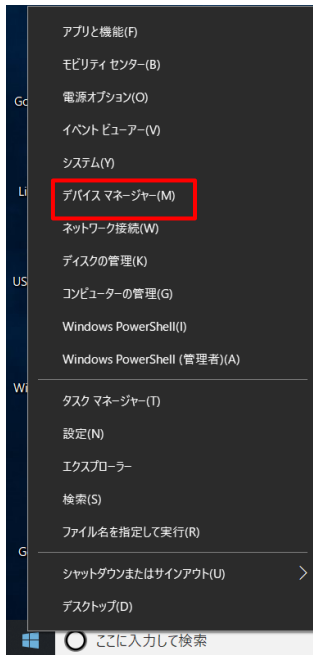 アプリと機能(F)
モビリティ センター(B)
電源オプション(O)
Go
イベント ビューアー(V)
システム(Y)
Li
デバイス マネージャー(M)
ネットワーク接続(W)
ディスクの管理(K)
US
コンピューターの管理(G)
Windows PowerShell(I)
Windows PowerShell (管理者)(A)
Wi
タスク マネージャー(T)
設定(N)
エクスプローラー
検索(S)
ファイル名を指定して実行(R)
G
シャットダウンまたはサインアウト(U)
デスクトップ(D)
ここに入力して検索